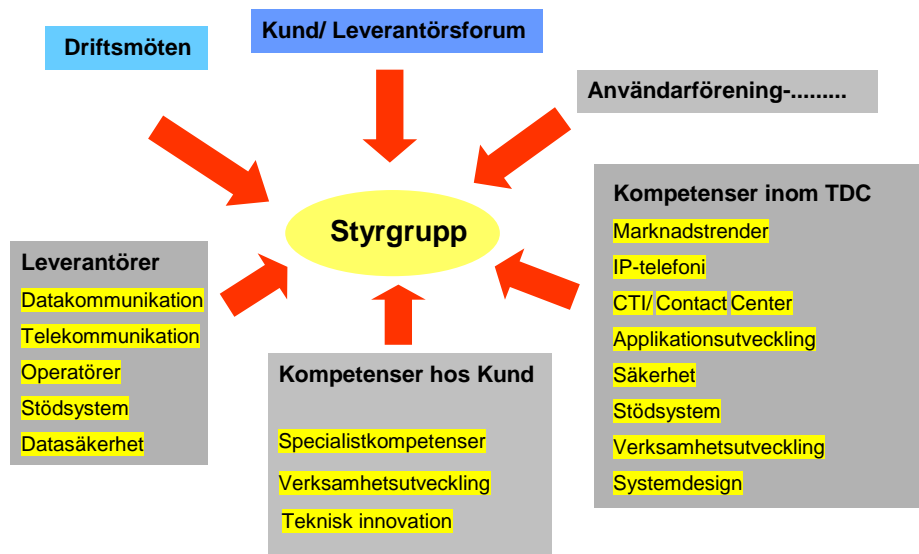 Driftsmöten
Kund/ Leverantörsforum
Användarförening-.........
Styrgrupp
Leverantörer
Datakommunikation
Telekommunikation
Operatörer
Stödsystem
Datasäkerhet
Kompetenser hos Kund
Specialistkompetenser
Verksamhetsutveckling
Teknisk innovation
Kompetenser inom TDC
Marknadstrender
IP-telefoni
CTI/ Contact Center
Applikationsutveckling
Säkerhet
Stödsystem
Verksamhetsutveckling
Systemdesign